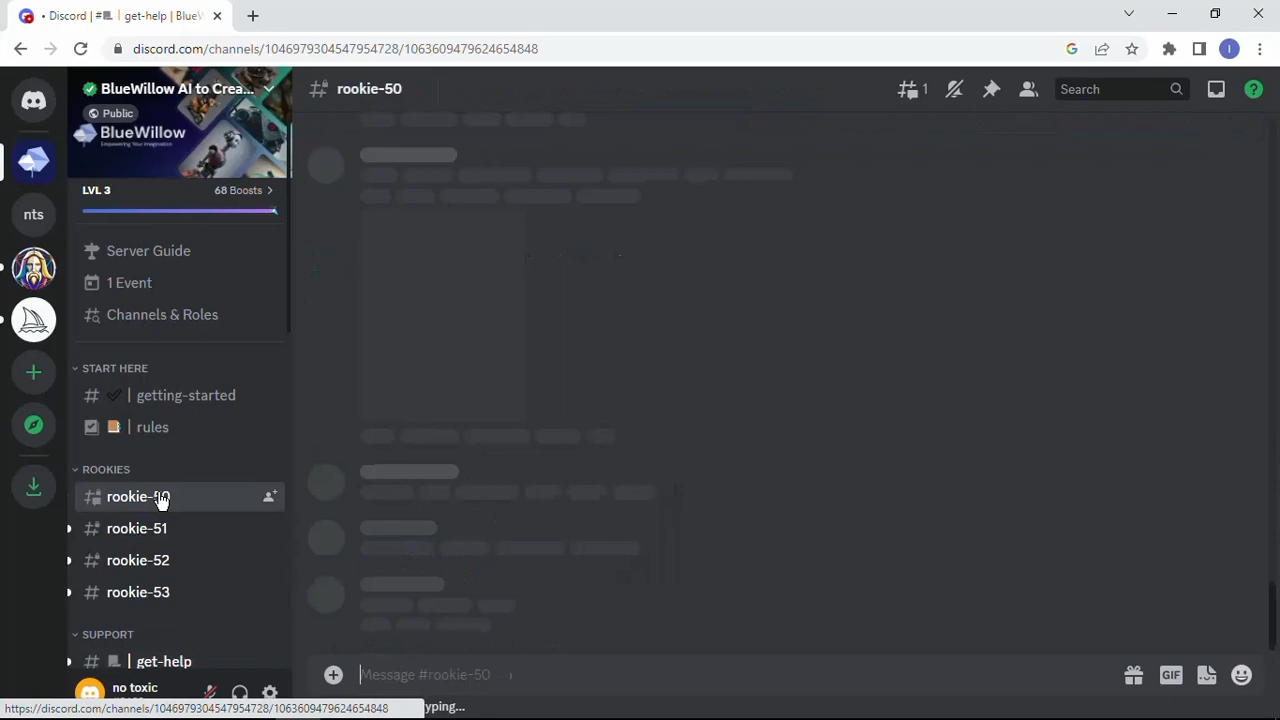 • Discord | # | get-help | Blue
discord.com/channels/1046979304547954728/1063609479624654848
I
BlueWillow AI to Crea...
Public
BlueWillow
Empowering Your Imagination
LVL 3
68 Boosts
nts
Server Guide
1 Event
Channels & Roles
START HERE
getting-started
rules
ROOKIES
rookie-50
rookie-51
rookie-52
rookie-53
SUPPORT
get-help
no toxic
rookie-50
1
Search
Message #rookie-50
GIF
https://discord.com/channels/1046979304547954728/1063609479624654848
typing...